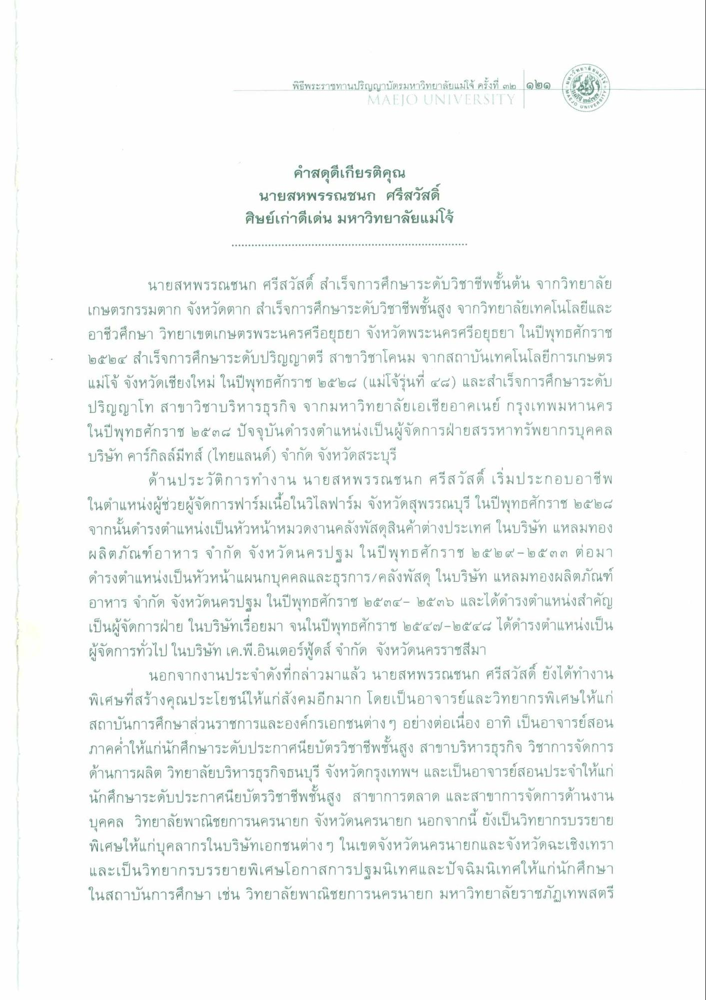 พิธีพระราชทานปริญญาบัตรมหาวิทยาลัยแม่โจ้ ครั้งที่ ๓๒
๑๒๑
MAEJO UNIVERSITY
มหาวิทยาลัยแม่โจ้
แม่โจ้ ๒๔๗๗
MAEJO UNIVERSITY
คำสดุดีเกียรติคุณ
นายสหพรรณชนก ศรีสวัสดิ์
ศิษย์เก่าดีเด่น มหาวิทยาลัยแม่โจ้
นายสหพรรณชนก ศรีสวัสดิ์ สำเร็จการศึกษาระดับวิชาชีพชั้นต้น จากวิทยาลัย
เกษตรกรรมตาก จังหวัดตาก สำเร็จการศึกษาระดับวิชาชีพชั้นสูง จากวิทยาลัยเทคโนโลยีและ
อาชีวศึกษา วิทยาเขตเกษตรพระนครศรีอยุธยา จังหวัดพระนครศรีอยุธยา ในปีพุทธศักราช
๒๕๒๔ สำเร็จการศึกษาระดับปริญญาตรี สาขาวิชาโคนม จากสถาบันเทคโนโลยีการเกษตร
แม่โจ้ จังหวัดเชียงใหม่ ในปีพุทธศักราช ๒๕๒๘ (แม่โจ้รุ่นที่ ๔๘) และสำเร็จการศึกษาระดับ
ปริญญาโท สาขาวิชาบริหารธุรกิจ จากมหาวิทยาลัยเอเชียอาคเนย์ กรุงเทพมหานคร
ในปีพุทธศักราช ๒๕๓๘ ปัจจุบันดำรงตำแหน่งเป็นผู้จัดการฝ่ายสรรหาทรัพยากรบุคคล
บริษัท คาร์กิลล์มีทส์ (ไทยแลนด์) จำกัด จังหวัดสระบุรี
ด้านประวัติการทำงาน นายสหพรรณชนก ศรีสวัสดิ์ เริ่มประกอบอาชีพ
ในตำแหน่งผู้ช่วยผู้จัดการฟาร์มเนื้อในวิไลฟาร์ม จังหวัดสุพรรณบุรี ในปีพุทธศักราช ๒๕๒๘
จากนั้นดำรงตำแหน่งเป็นหัวหน้าหมวดงานคลังพัสดุสินค้าต่างประเทศ ในบริษัท แหลมทอง
ผลิตภัณฑ์อาหาร จำกัด จังหวัดนครปฐม ในปีพุทธศักราช ๒๕๒๙-๒๕๓๓ ต่อมา
ดำรงตำแหน่งเป็นหัวหน้าแผนกบุคคลและธุรการ/คลังพัสดุ ในบริษัท แหลมทองผลิตภัณฑ์
อาหาร จำกัด จังหวัดนครปฐม ในปีพุทธศักราช ๒๕๓๔- ๒๕๓๖ และได้ดำรงตำแหน่งสำคัญ
เป็นผู้จัดการฝ่าย ในบริษัทเรื่อยมา จนในปีพุทธศักราช ๒๕๔๗-๒๕๔๘ ได้ดำรงตำแหน่งเป็น
ผู้จัดการทั่วไป ในบริษัท เค.พี.อินเตอร์ฟู้ดส์ จำกัด จังหวัดนครราชสีมา
นอกจากงานประจำดังที่กล่าวมาแล้ว นายสหพรรณชนก ศรีสวัสดิ์ ยังได้ทำงาน
พิเศษที่สร้างคุณประโยชน์ให้แก่สังคมอีกมาก โดยเป็นอาจารย์และวิทยากรพิเศษให้แก่
สถาบันการศึกษาส่วนราชการและองค์กรเอกชนต่างๆ อย่างต่อเนื่อง อาทิ เป็นอาจารย์สอน
ภาคค่ำให้แก่นักศึกษาระดับประกาศนียบัตรวิชาชีพชั้นสูง สาขาบริหารธุรกิจ วิชาการจัดการ
ด้านการผลิต วิทยาลัยบริหารธุรกิจธนบุรี จังหวัดกรุงเทพฯ และเป็นอาจารย์สอนประจำให้แก่
นักศึกษาระดับประกาศนียบัตรวิชาชีพชั้นสูง สาขาการตลาด และสาขาการจัดการด้านงาน
บุคคล วิทยาลัยพาณิชยการนครนายก จังหวัดนครนายก นอกจากนี้ ยังเป็นวิทยากรบรรยาย
พิเศษให้แก่บุคลากรในบริษัทเอกชนต่างๆ ในเขตจังหวัดนครนายกและจังหวัดฉะเชิงเทรา
และเป็นวิทยากรบรรยายพิเศษโอกาสการปฐมนิเทศและปัจฉิมนิเทศให้แก่นักศึกษา
ในสถาบันการศึกษา เช่น วิทยาลัยพาณิชยการนครนายก มหาวิทยาลัยราชภัฏเทพสตรี